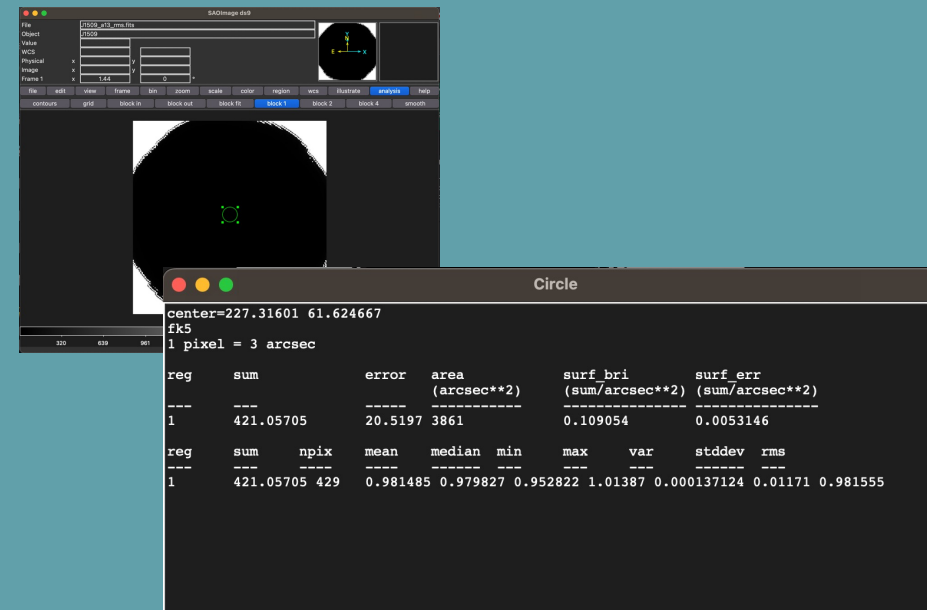 SAOImage ds9
File J1509_a13_rms.fits
Object J1509
Value
WCS
Physical x y
Image x y
Frame 1 x 1.44 0 °
Y
N
E X
file edit view frame bin zoom scale color region wcs illustrate analysis help
contours grid block in block out block fit block 1 block 2 block 4 smooth
320 639 961
Circle
center=227.31601 61.624667
fk5
1 pixel = 3 arcsec
reg sum error area surf_bri surf_err
(arcsec**2) (sum/arcsec**2) (sum/arcsec**2)
--- --- ----- ----------- --------------- ---------------
1 421.05705 20.5197 3861 0.109054 0.0053146
reg sum npix mean median min max var stddev rms
--- --- ---- ---- ------ --- --- --- ------ ---
1 421.05705 429 0.981485 0.979827 0.952822 1.01387 0.000137124 0.01171 0.981555